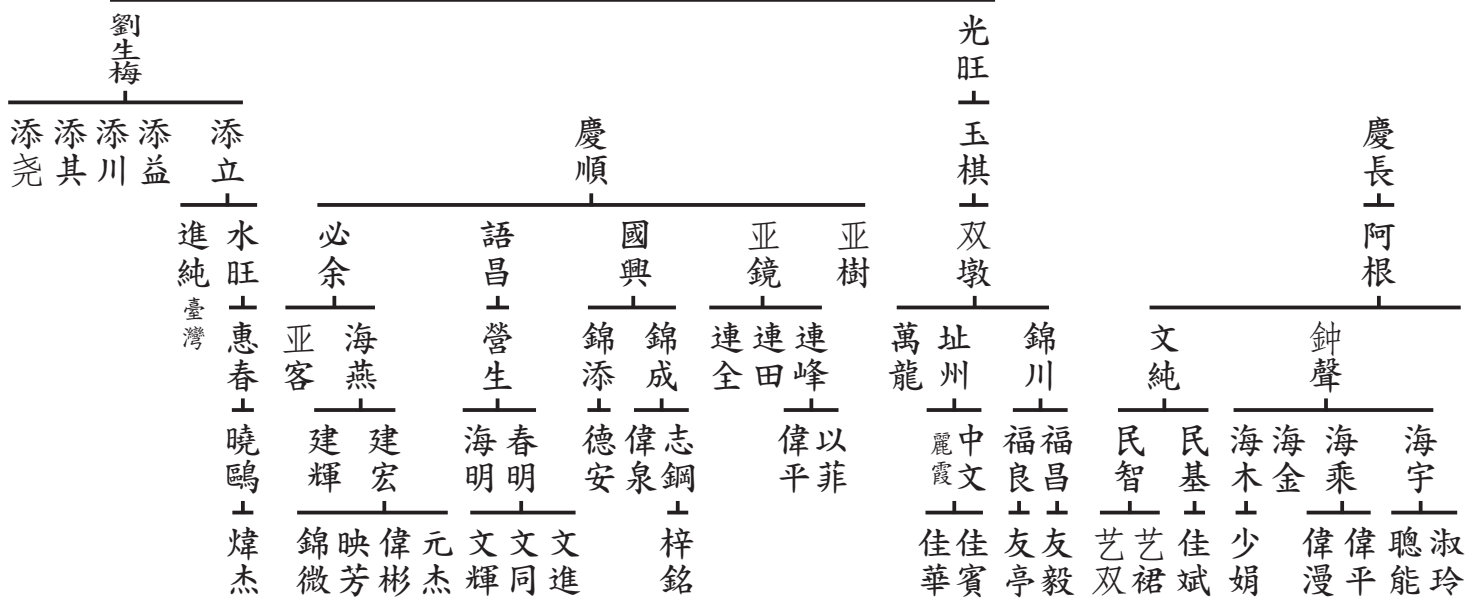 劉生梅
光旺
添尧
添其
添川
添益
添立
慶順
玉棋
慶長
進純 臺灣
水旺
必余
語昌
國興
亚鏡
亚樹
双墩
阿根
惠春
亚客
海燕
營生
錦添
錦成
連全
連田
連峰
萬龍
址州
錦川
文純
鈡聲
曉鷗
建輝
建宏
海明
春明
德安
偉泉
志鋼
偉平
以菲
麗霞
中文
福良
福昌
民智
民基
海木
海金
海乘
海宇
煒杰
錦微
映芳
偉彬
元杰
文輝
文同
文進
梓銘
佳華
佳賓
友亭
友毅
艺双
艺裙
佳斌
少娟
偉漫
偉平
聰能
淑玲